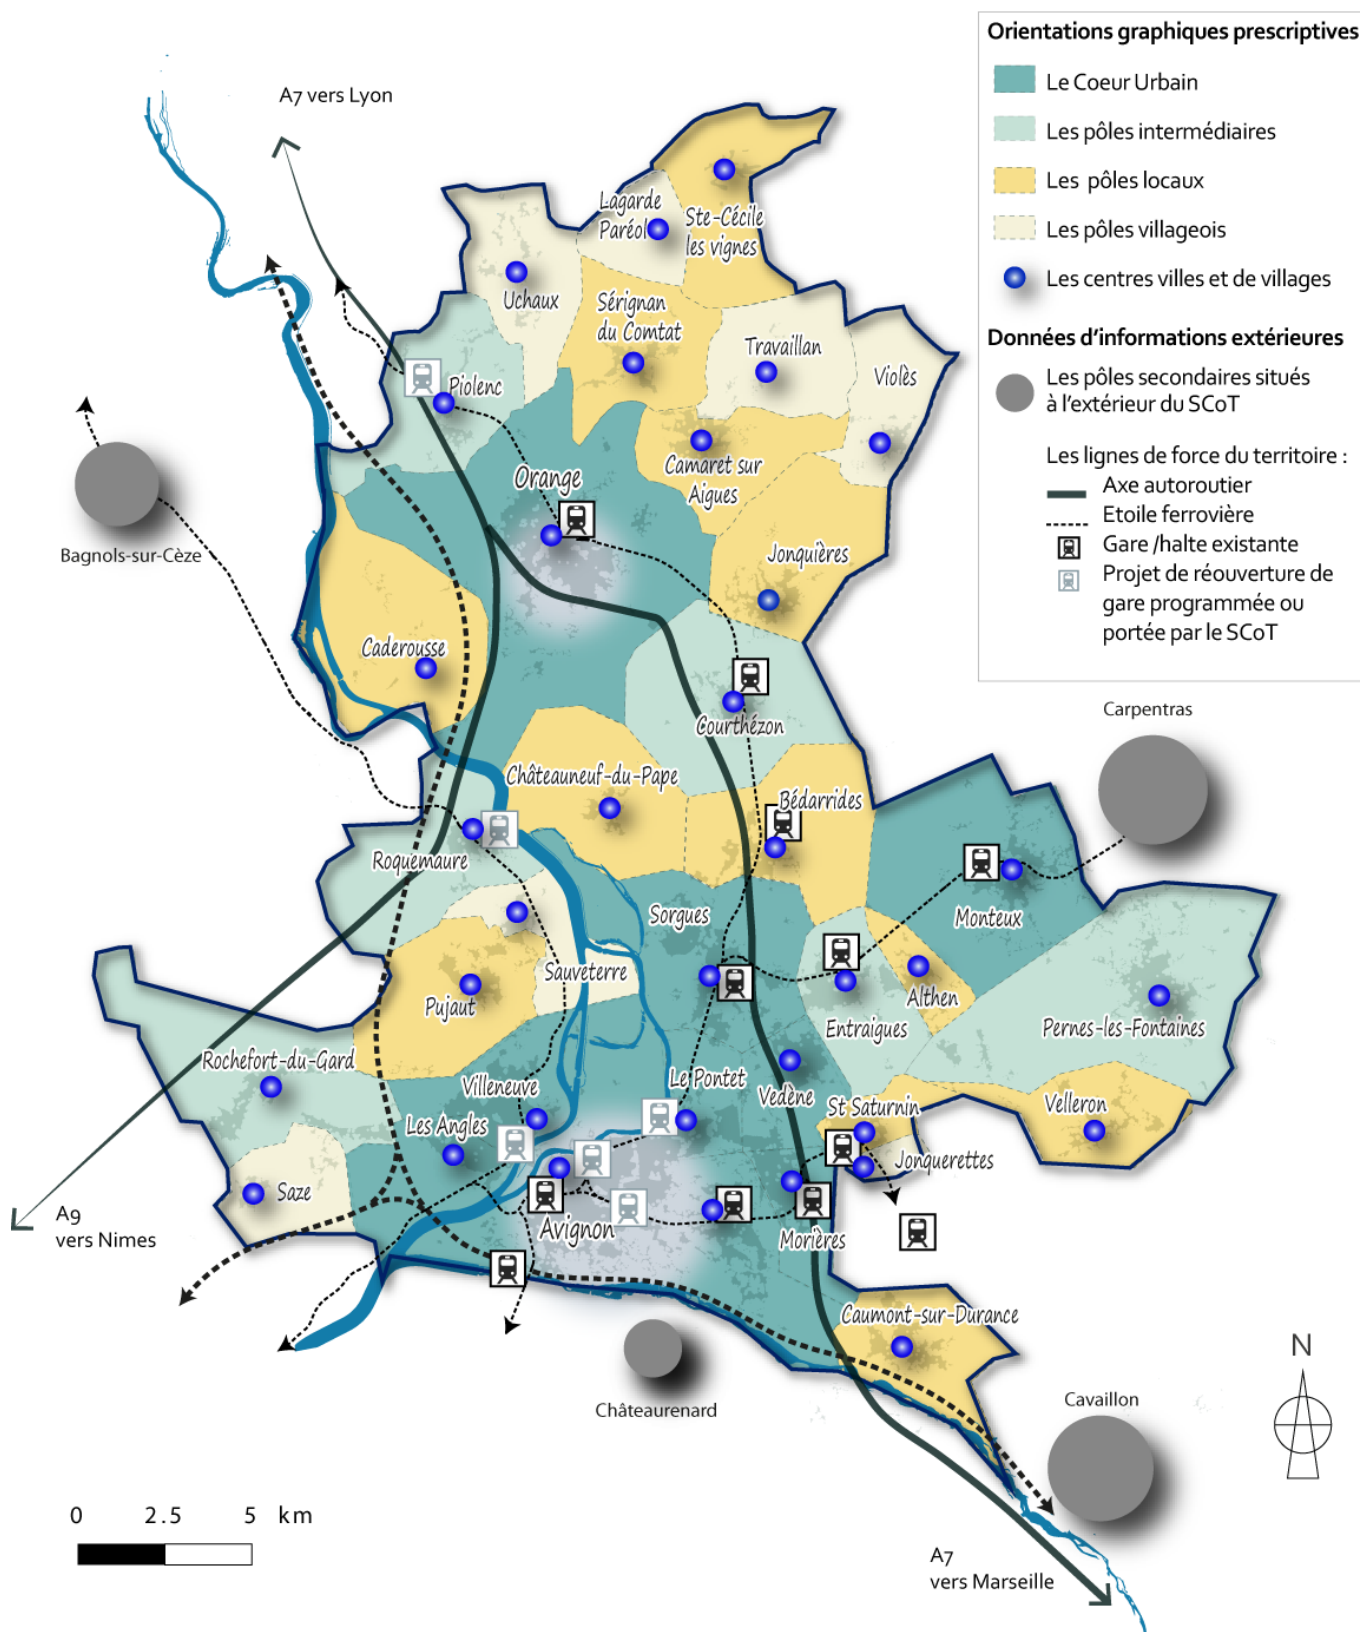 Orientations graphiques prescriptives
Le Coeur Urbain
Les pôles intermédiaires
Les pôles locaux
Les pôles villageois
Les centres villes et de villages
Données d'informations extérieures
Les pôles secondaires situés
à l'extérieur du SCoT
Les lignes de force du territoire :
Axe autoroutier
Etoile ferrovière
Gare /halte existante
Projet de réouverture de
gare programmée ou
portée par le SCoT
A7 vers Lyon
Lagarde
Paréol
Ste-Cécile
les vignes
Uchaux
Sérignan
du Comtat
Travaillan
Violès
Piolenc
Camaret sur
Aigues
Orange
Bagnols-sur-Cèze
Jonquières
Caderousse
Courthézon
Carpentras
Châteauneuf-du-Pape
Bédarrides
Roquemaure
Sorgues
Monteux
Sauveterre
Pujaut
Althen
Entraigues
Pernes-les-Fontaines
Rochefort-du-Gard
Villeneuve
Le Pontet
Vedène
Les Angles
St Saturnin
Velleron
Jonquerettes
Saze
A9
vers Nimes
Avignon
Morières
Caumont-sur-Durance
Châteaurenard
Cavaillon
N
0 2.5 5 km
A7
vers Marseille